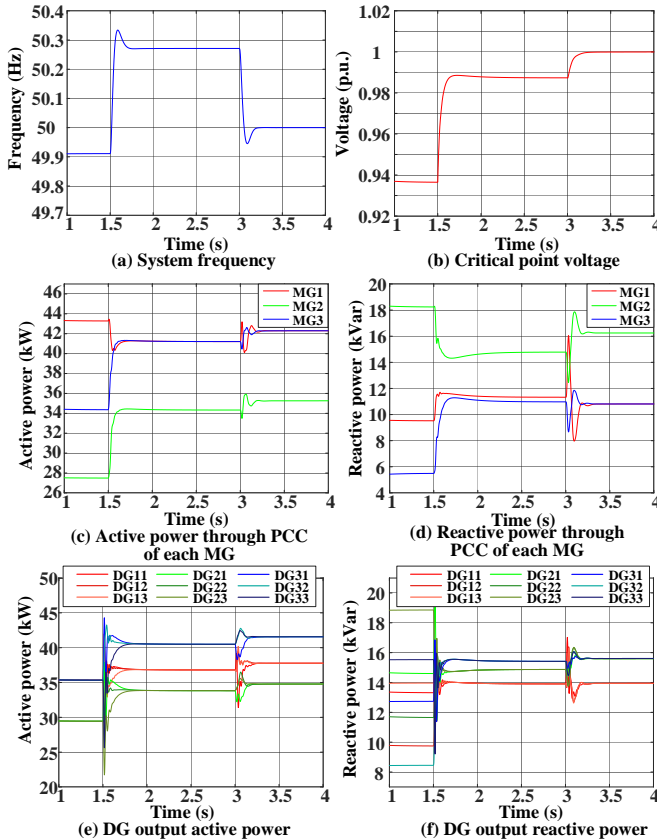 50.4
50.3
50.2
50.1
50
49.9
49.8
49.7
Frequency (Hz)
1 1.5 2 2.5 3 3.5 4
Time (s)
(a) System frequency
1.02
1
0.98
0.96
0.94
0.92
Voltage (p.u.)
1 1.5 2 2.5 3 3.5 4
Time (s)
(b) Critical point voltage
46
44
42
40
38
36
34
32
30
28
26
Active power (kW)
MG1
MG2
MG3
1 1.5 2 2.5 3 3.5 4
Time (s)
(c) Active power through PCC
of each MG
20
18
16
14
12
10
8
6
4
Reactive power (kVar)
MG1
MG2
MG3
1 1.5 2 2.5 3 3.5 4
Time (s)
(d) Reactive power through
PCC of each MG
50
45
40
35
30
25
20
Active power (kW)
DG11 DG21 DG31
DG12 DG22 DG32
DG13 DG23 DG33
1 1.5 2 2.5 3 3.5 4
Time (s)
(e) DG output active power
20
18
16
14
12
10
8
Reactive power (kVar)
DG11 DG21 DG31
DG12 DG22 DG32
DG13 DG23 DG33
1 1.5 2 2.5 3 3.5 4
Time (s)
(f) DG output reactive power